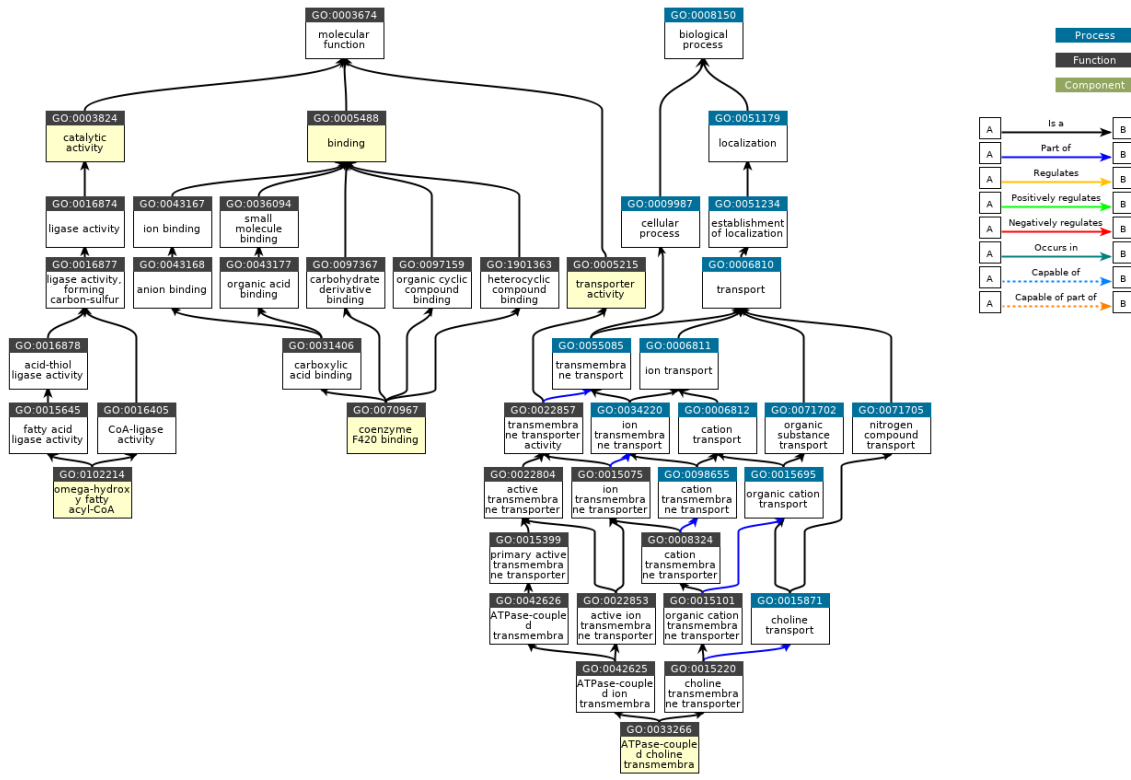 GO:0003674
molecular
function
GO:0008150
biological
process
Process
Function
Component
GO:0003824
catalytic
activity
GO:0005488
binding
GO:0051179
localization
A
Is a
B
A
Part of
B
A
Regulates
B
A
Positively regulates
B
A
Negatively regulates
B
A
Occurs in
B
A
Capable of
B
A
Capable of part of
B
GO:0016874
ligase activity
GO:0043167
ion binding
GO:0036094
small
molecule
binding
GO:0009987
cellular
process
GO:0051234
establishment
of localization
GO:0016877
ligase activity,
forming
carbon-sulfur
GO:0043168
anion binding
GO:0043177
organic acid
binding
GO:0097367
carbohydrate
derivative
binding
GO:0097159
organic cyclic
compound
binding
GO:1901363
heterocyclic
compound
binding
GO:0005215
transporter
activity
GO:0006810
transport
GO:0016878
acid-thiol
ligase activity
GO:0031406
carboxylic
acid binding
GO:0055085
transmembra
ne transport
GO:0006811
ion transport
GO:0015645
fatty acid
ligase activity
GO:0016405
CoA-ligase
activity
GO:0070967
coenzyme
F420 binding
GO:0022857
transmembra
ne transporter
activity
GO:0034220
ion
transmembra
ne transport
GO:0006812
cation
transport
GO:0071702
organic
substance
transport
GO:0071705
nitrogen
compound
transport
GO:0102214
omega-hydrox
y fatty
acyl-CoA
GO:0022804
active
transmembra
ne transporter
GO:0015075
ion
transmembra
ne transporter
GO:0098655
cation
transmembra
ne transport
GO:0015695
organic cation
transport
GO:0015399
primary active
transmembra
ne transporter
GO:0008324
cation
transmembra
ne transporter
GO:0042626
ATPase-couple
d
transmembra
GO:0022853
active ion
transmembra
ne transporter
GO:0015101
organic cation
transmembra
ne transporter
GO:0015871
choline
transport
GO:0042625
ATPase-couple
d ion
transmembra
GO:0015220
choline
transmembra
ne transporter
GO:0033266
ATPase-couple
d choline
transmembra